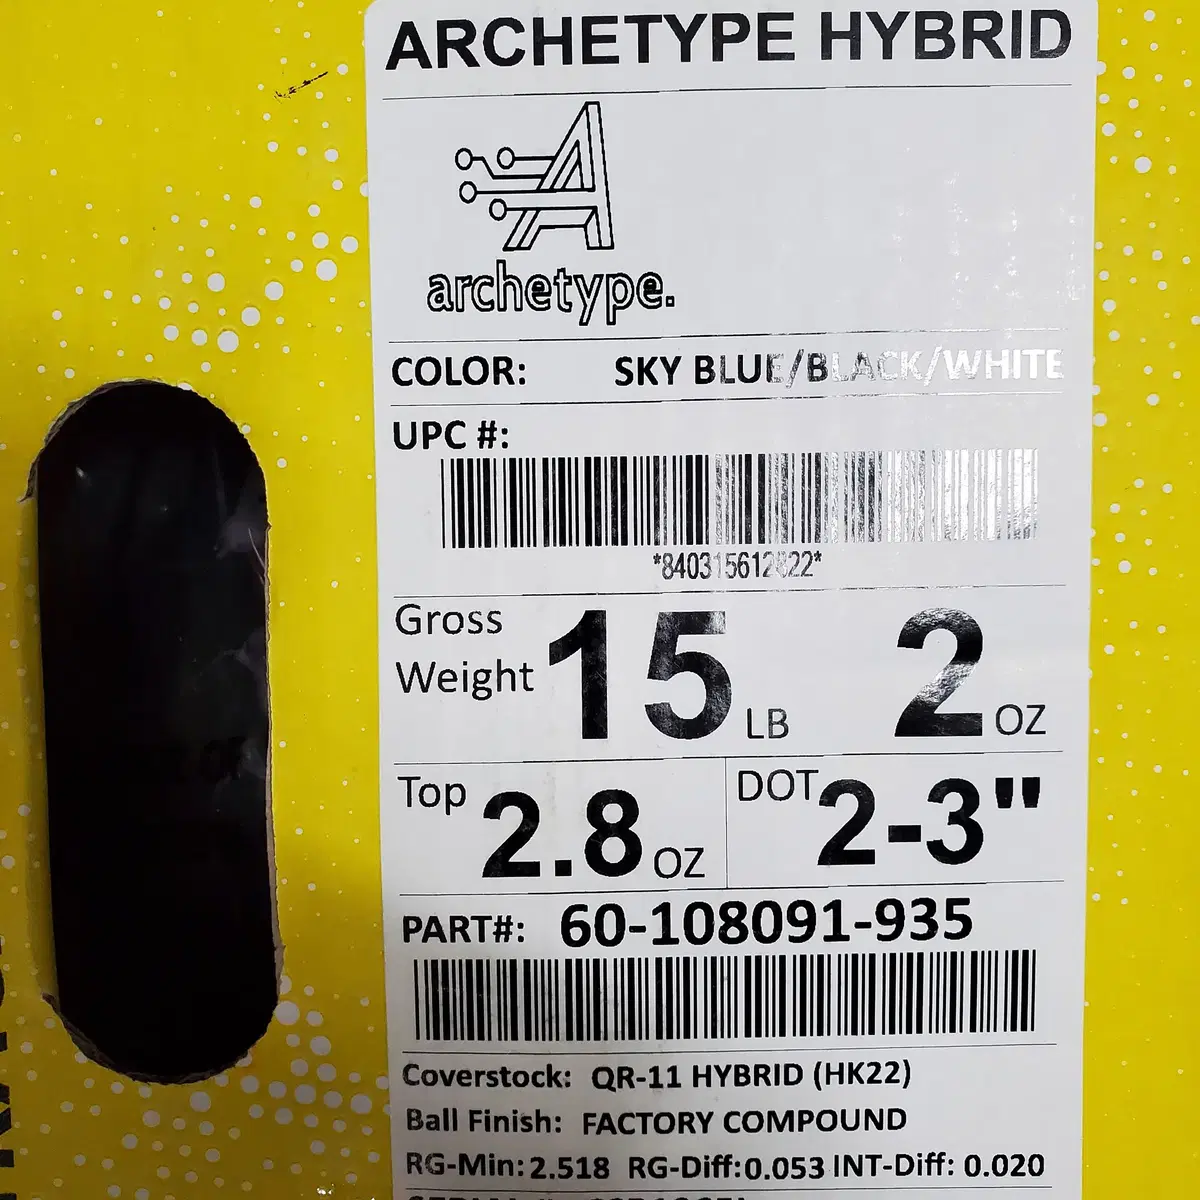 ARCHETYPE HYBRID
archetype.
COLOR: SKY BLUE/BLACK/WHITE
UPC #:
Gross Weight 15 LB 2 OZ
Top 2.8 OZ DOT 2-3"
PART#: 60-108091-935
Coverstock: QR-11 HYBRID (HK22)
Ball Finish: FACTORY COMPOUND
RG-Min: 2.518 RG-Diff: 0.053 INT-Diff: 0.020